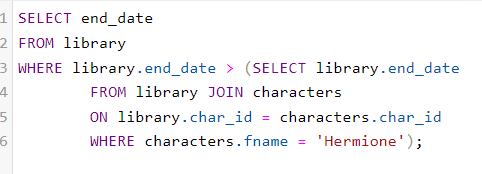 1 SELECT end_date
2 FROM library
3 WHERE library.end_date > (SELECT library.end_date
4 FROM library JOIN characters
5 ON library.char_id = characters.char_id
6 WHERE characters.fname = 'Hermione');